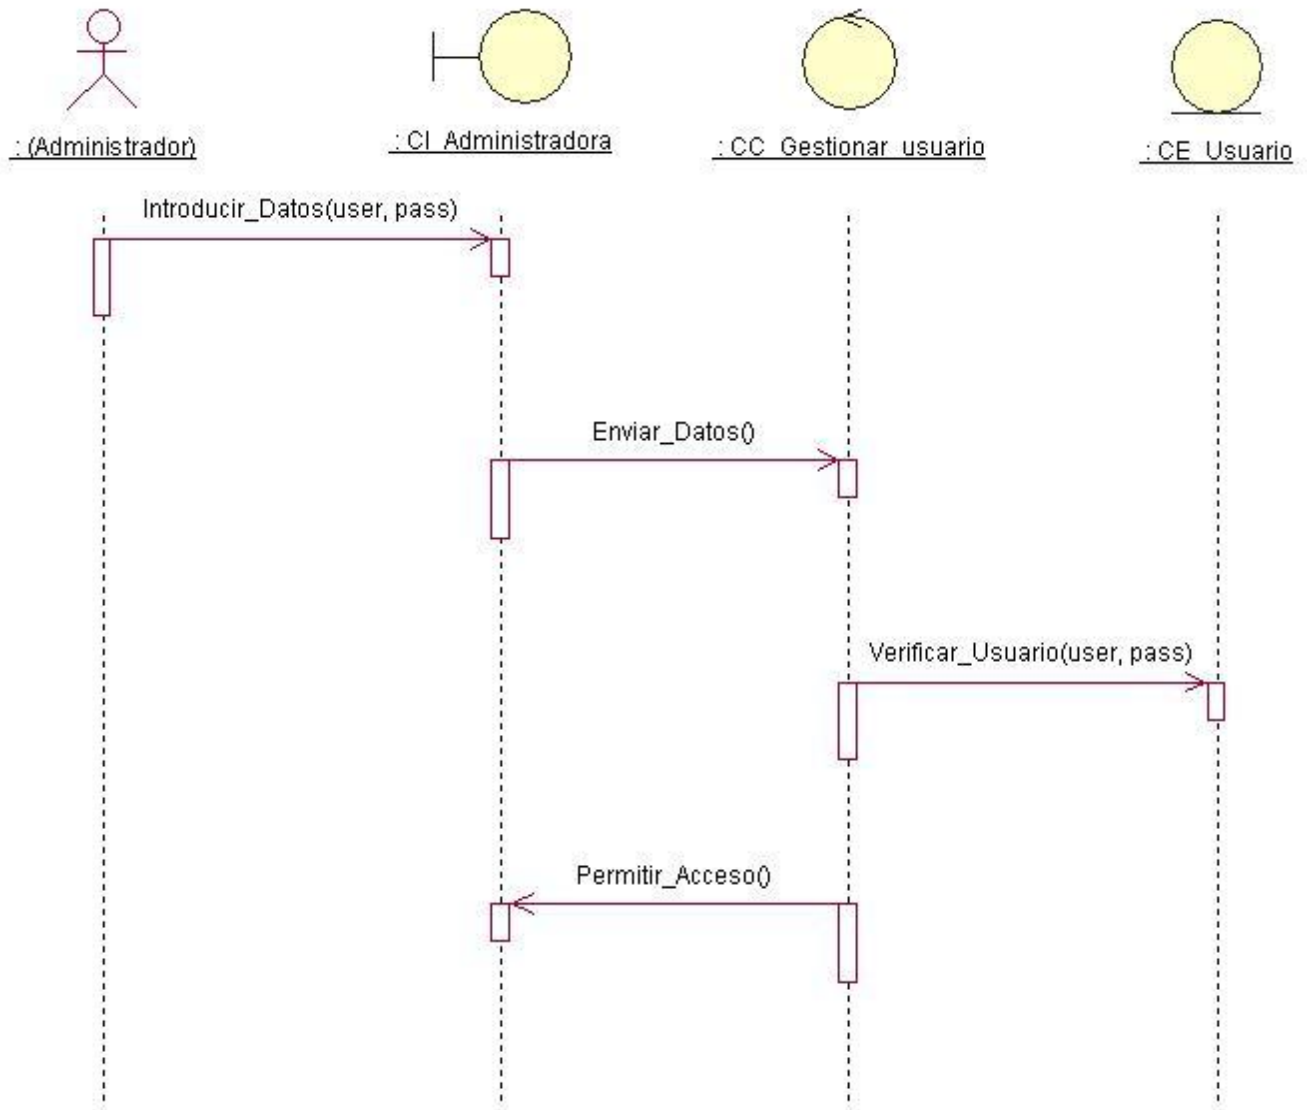 : (Administrador)
: CI_Administradora
: CC_Gestionar_usuario
: CE_Usuario
Introducir_Datos(user, pass)
Enviar_Datos()
Verificar_Usuario(user, pass)
Permitir_Acceso()